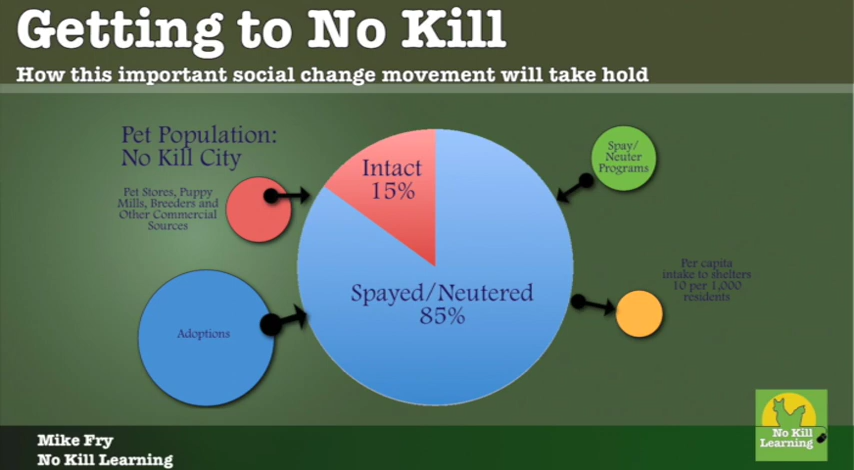 Getting to No Kill
How this important social change movement will take hold
Pet Population:
No Kill City
Pet Stores, Puppy
Mills, Breeders and
Other Commercial
Sources
Intact
15%
Spay/
Neuter
Programs
Adoptions
Spayed/Neutered
85%
Per capita
intake to shelters
10 per 1,000
residents
Mike Fry
No Kill Learning
No Kill
Learning